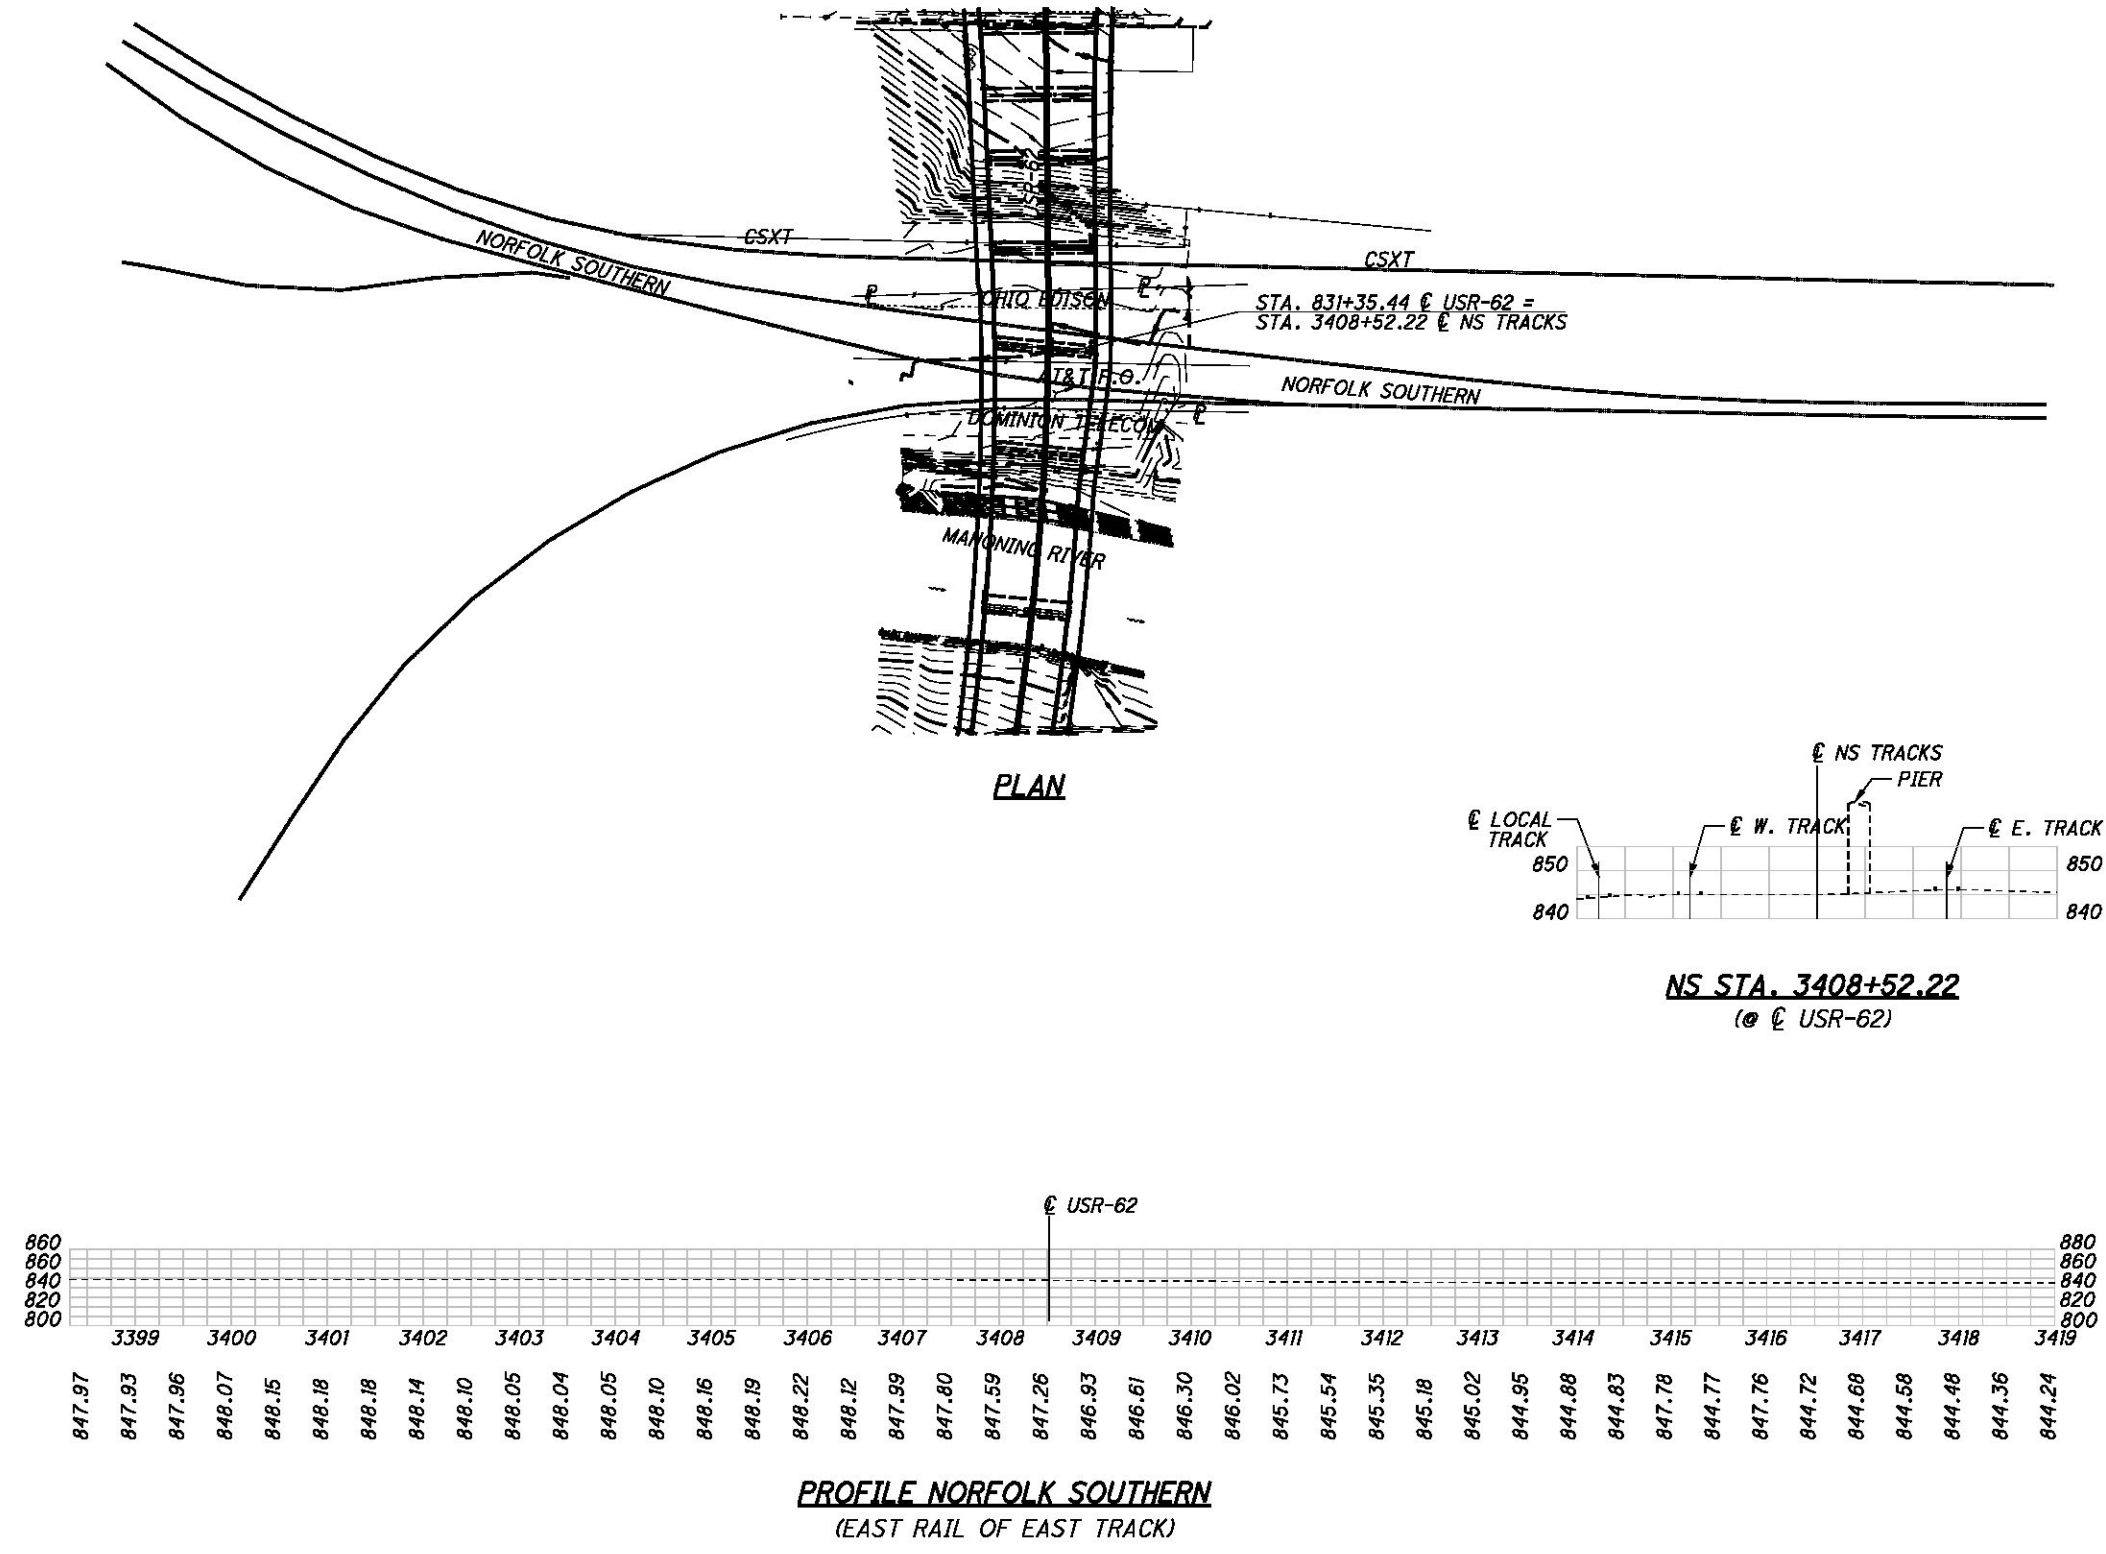 USR-62
CSXT
NORFOLK SOUTHERN
CSXT
℄
℄
OHIO EDISON
STA. 831+35.44 ℄ USR-62 =
STA. 3408+52.22 ℄ NS TRACKS
AT&T F.O.
NORFOLK SOUTHERN
DOMINION TELECOM
MAHONING RIVER
PLAN
℄ NS TRACKS
PIER
℄ LOCAL
TRACK
℄ W. TRACK
℄ E. TRACK
850 850
840 840
NS STA. 3408+52.22
(@ ℄ USR-62)
℄ USR-62
860 880
860 860
840 840
820 820
800 800
3399 3400 3401 3402 3403 3404 3405 3406 3407 3408 3409 3410 3411 3412 3413 3414 3415 3416 3417 3418 3419
847.97 847.93 847.96 848.07 848.15 848.18 848.18 848.14 848.10 848.05 848.04 848.05 848.10 848.16 848.19 848.22 848.12 847.99 847.80 847.59 847.26 846.93 846.61 846.30 846.02 845.73 845.54 845.35 845.18 845.02 844.95 844.88 844.83 847.78 844.77 847.76 844.72 844.68 844.58 844.48 844.36 844.24
PROFILE NORFOLK SOUTHERN
(EAST RAIL OF EAST TRACK)